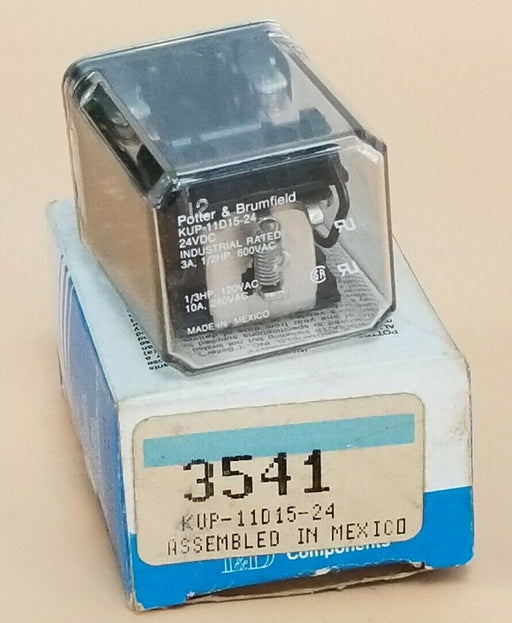 12
Potter & Brumfield
KUP-11D15-24
24VDC
INDUSTRIAL RATED
3A, 1/2HP, 600VAC
1/3HP, 120VAC
10A, 240VAC
MADE IN MEXICO
3541
KUP-11D15-24
ASSEMBLED IN MEXICO
Components